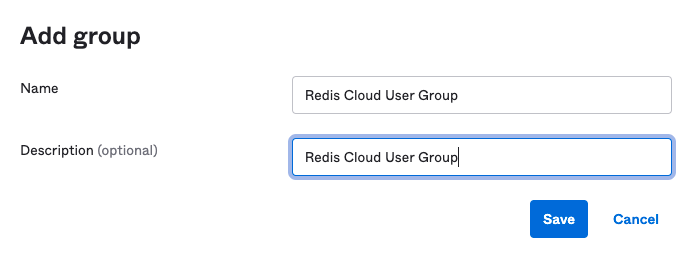 Add group
Name
Redis Cloud User Group
Description (optional)
Redis Cloud User Group
Save
Cancel